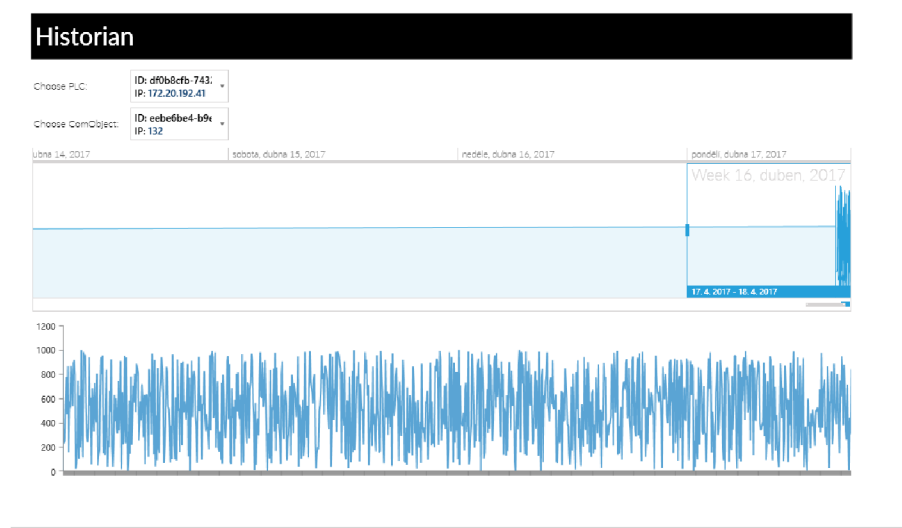 Historian
Choose PLC:
ID: df0b8cfb-743
IP: 172.20.192.41
Choose ComObject:
ID: eebe6be4-b9
IP: 132
ubna 14, 2017
sobota, dubna 15, 2017
neděle, dubna 16, 2017
pondělí, dubna 17, 2017
Week 16, duben, 2017
17. 4. 2017 - 18. 4. 2017
1200
1000
800
600
400
200
0